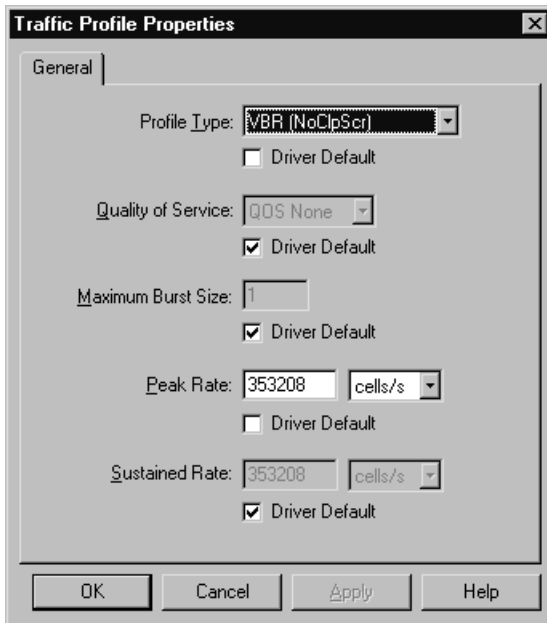 Traffic Profile Properties
General
Profile Type: VBR (NoClpScr)
Driver Default
Quality of Service: QOS None
Driver Default
Maximum Burst Size: 1
Driver Default
Peak Rate: 353208 cells/s
Driver Default
Sustained Rate: 353208 cells/s
Driver Default
OK Cancel Apply Help